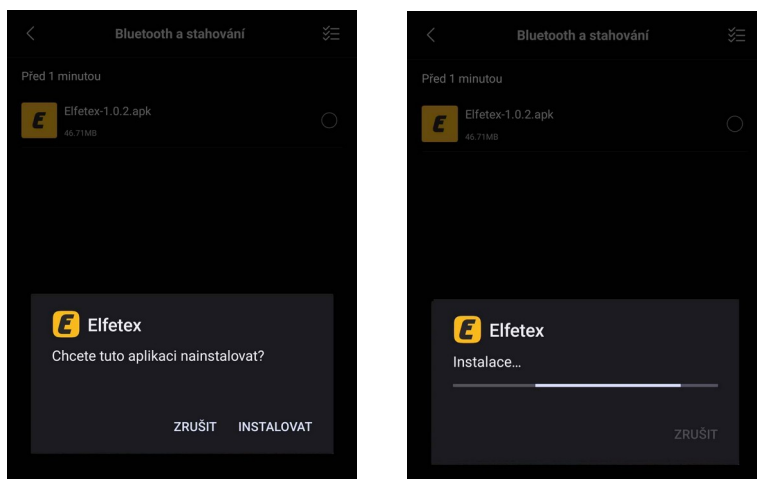 Bluetooth a stahování
Před 1 minutou
E
Elfetex-1.0.2.apk
46.71MB
E Elfetex
Chcete tuto aplikaci nainstalovat?
ZRUŠIT INSTALOVAT
Bluetooth a stahování
Před 1 minutou
E
Elfetex-1.0.2.apk
46.71MB
E Elfetex
Instalace...
ZRUŠIT